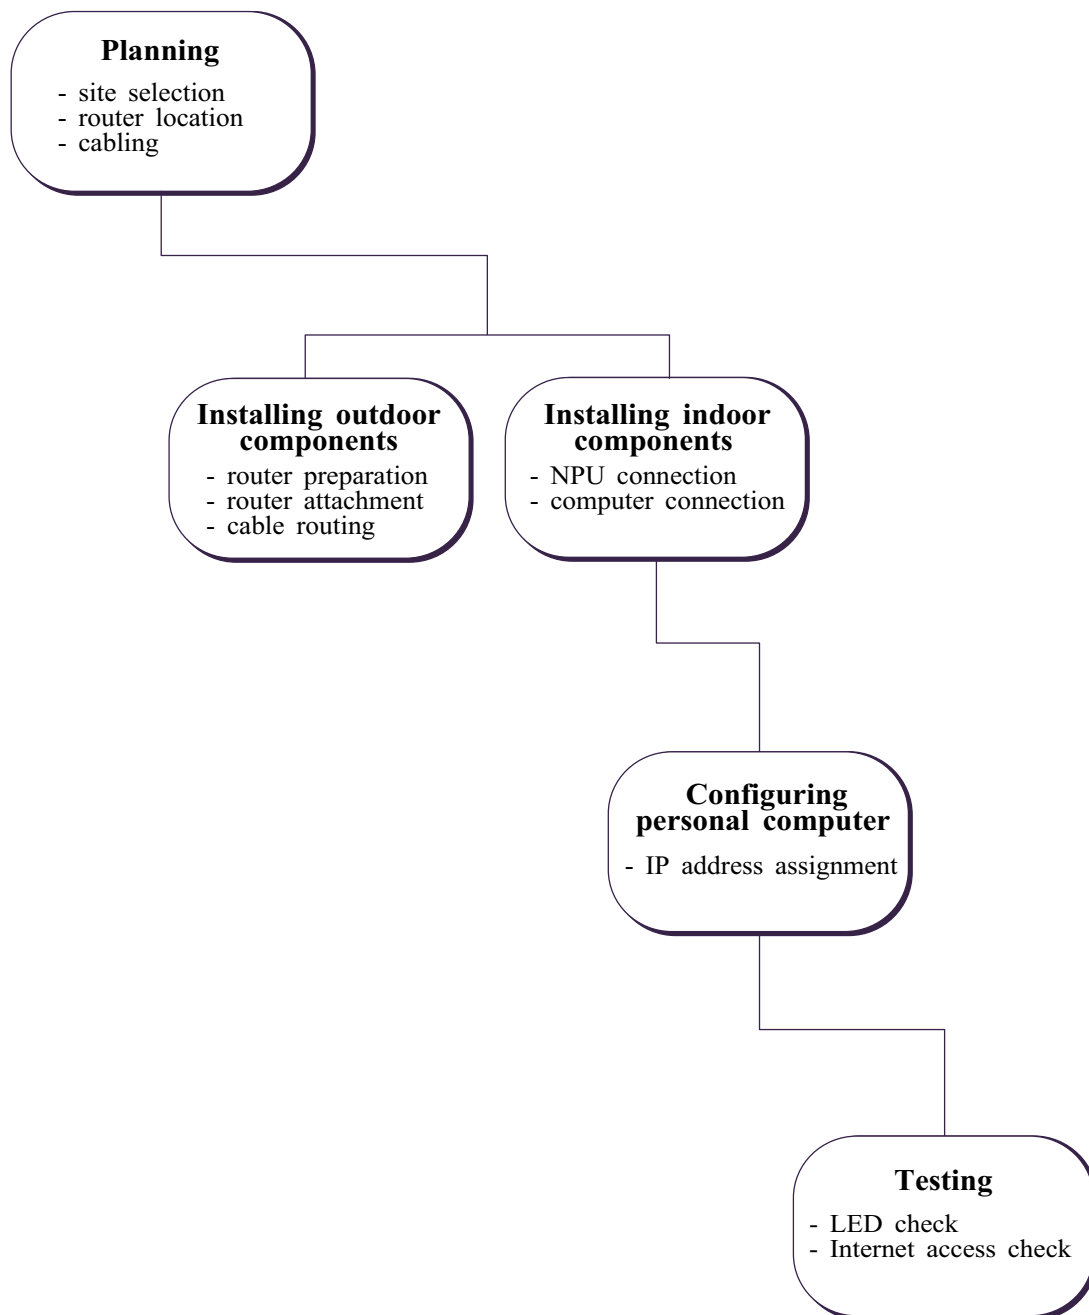 Planning
- site selection
- router location
- cabling
Installing outdoor
components
- router preparation
- router attachment
- cable routing
Installing indoor
components
- NPU connection
- computer connection
Configuring
personal computer
- IP address assignment
Testing
- LED check
- Internet access check